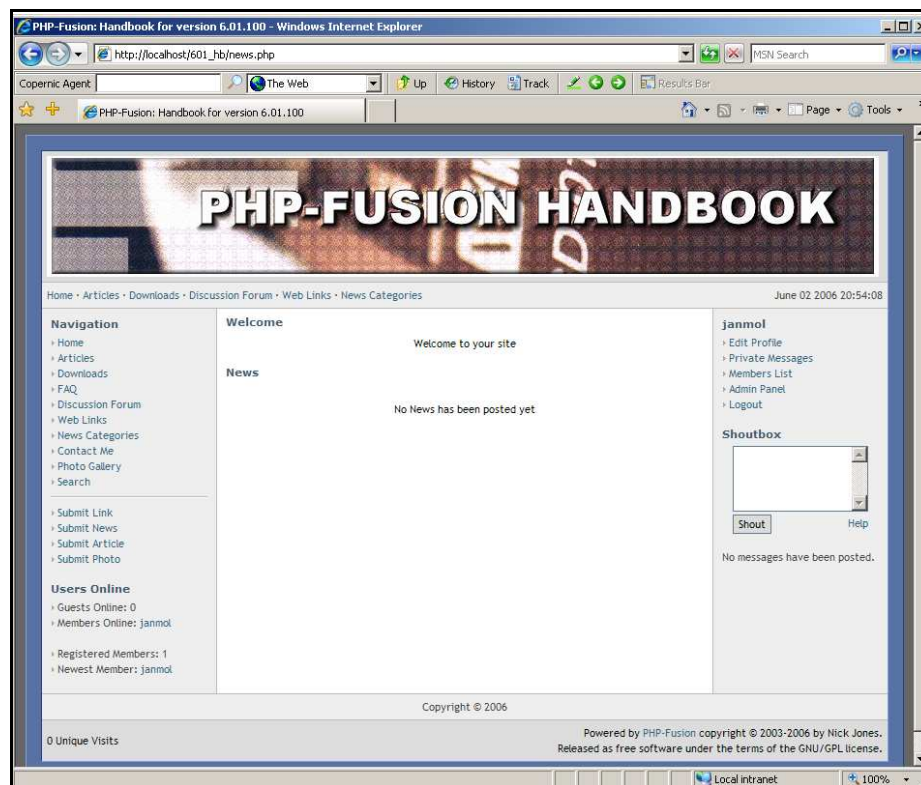 PHP-Fusion: Handbook for version 6.01.100 - Windows Internet Explorer
http://localhost/601_hb/news.php
MSN Search
Copernic Agent
The Web
Up
History
Track
Results Bar
PHP-Fusion: Handbook for version 6.01.100
Page
Tools
PHP-FUSION HANDBOOK
Home · Articles · Downloads · Discussion Forum · Web Links · News Categories
June 02 2006 20:54:08
Navigation
› Home
› Articles
› Downloads
› FAQ
› Discussion Forum
› Web Links
› News Categories
› Contact Me
› Photo Gallery
› Search
› Submit Link
› Submit News
› Submit Article
› Submit Photo
Users Online
› Guests Online: 0
› Members Online: janmol
› Registered Members: 1
› Newest Member: janmol
Welcome
Welcome to your site
News
No News has been posted yet
janmol
› Edit Profile
› Private Messages
› Members List
› Admin Panel
› Logout
Shoutbox
Shout
Help
No messages have been posted.
Copyright © 2006
0 Unique Visits
Powered by PHP-Fusion copyright © 2003-2006 by Nick Jones.
Released as free software under the terms of the GNU/GPL license.
Local intranet
100%